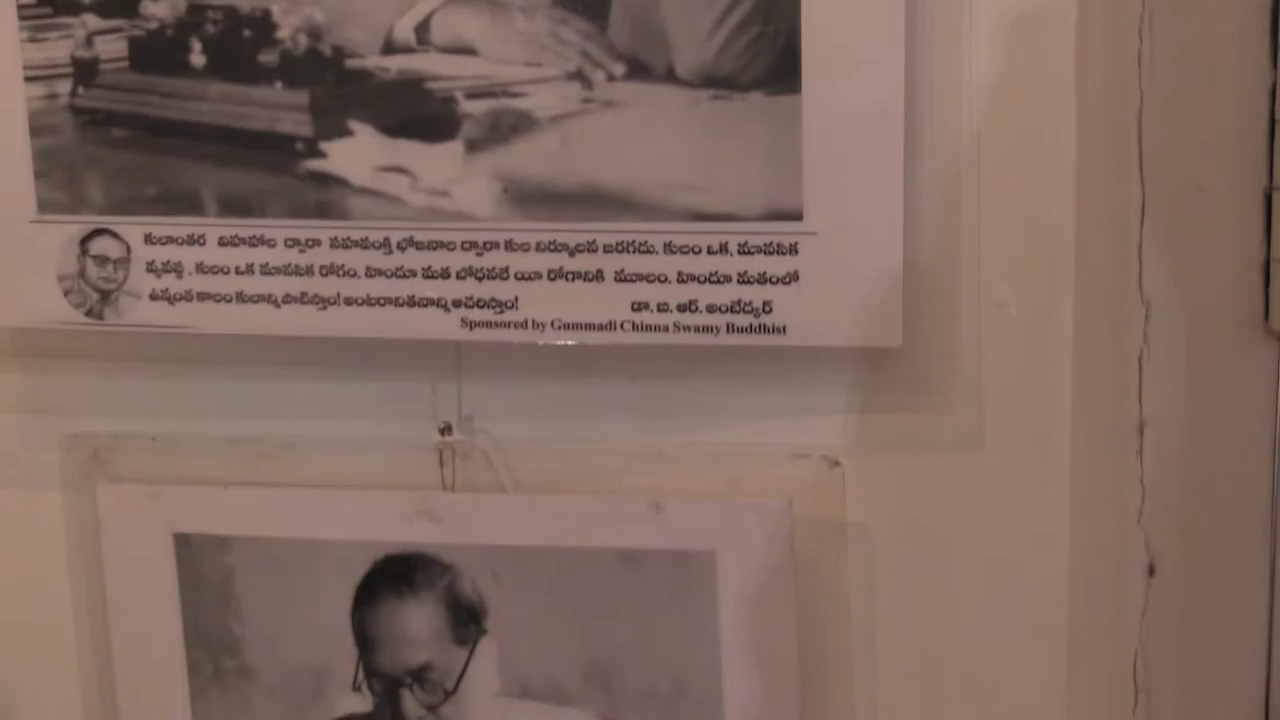 కులాంతర వివాహాల ద్వారా సహపంక్తి భోజనాల ద్వారా కుల నిర్మూలన జరగదు. కులం ఒక, మానసిక
వ్యవస్థ . కులం ఒక మానసిక రోగం, హిందూ మత బోధనలే యీ రోగానికి మూలం. హిందూ మతంలో
ఉన్నంత కాలం కులాన్ని పాటిస్తాం! అంటరానితనాన్ని ఆచరిస్తాం! డా. బి. ఆర్. అంబేద్కర్
Sponsored by Gummadi Chinna Swamy Buddhist